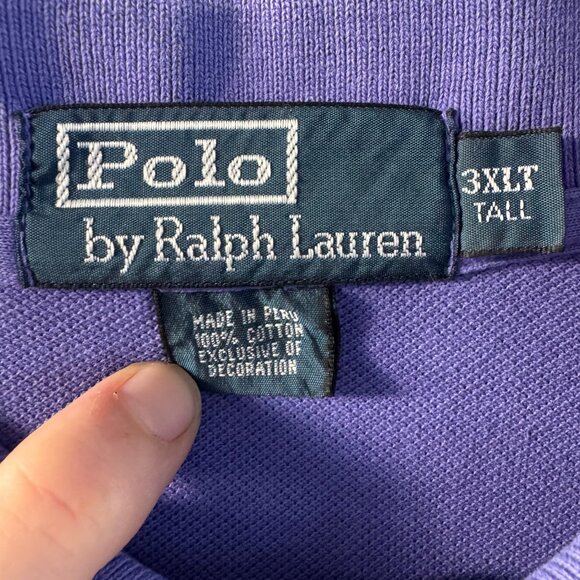 Polo
by Ralph Lauren
3XLT
TALL
MADE IN PERU
100% COTTON
EXCLUSIVE OF
DECORATION